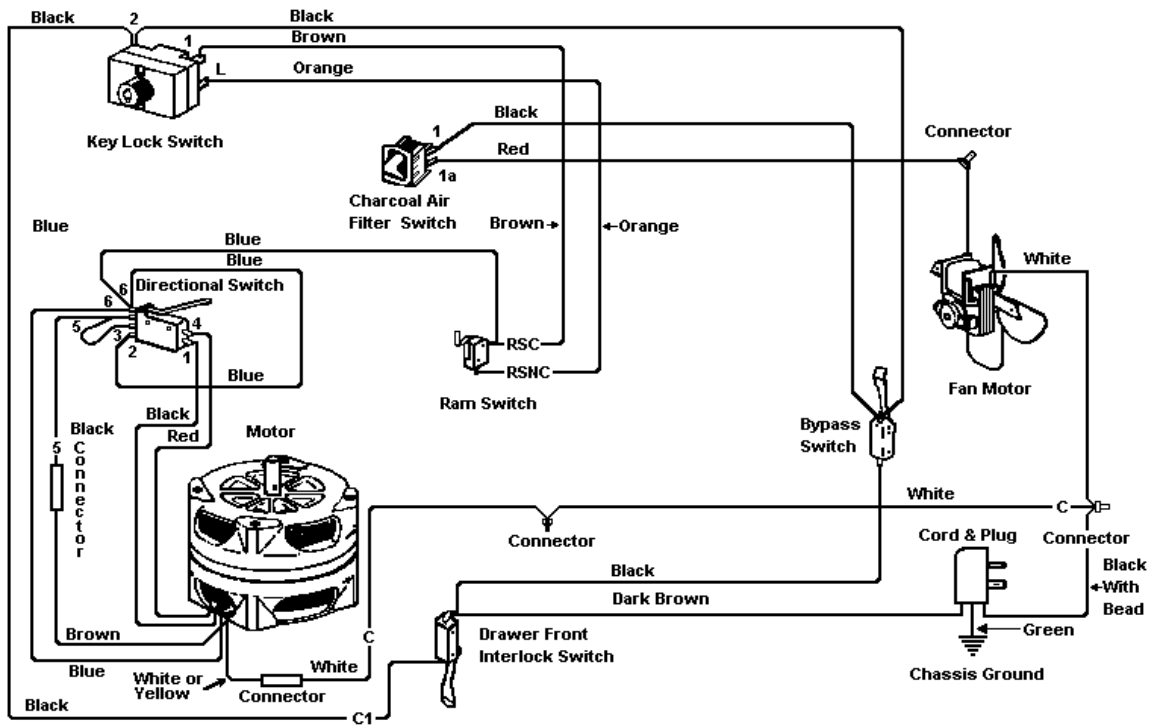 Black
2
Black
1
Brown
L
Orange
Key Lock Switch
Black
1
Red
1a
Charcoal Air
Filter Switch
Connector
Brown
Orange
Blue
Blue
Blue
White
6
Directional Switch
6
5
3
4
2
1
Blue
RSC
RSNC
Ram Switch
Fan Motor
Black
Red
Motor
Bypass
Switch
Black
5
Connector
White
C
Connector
Connector
Cord & Plug
Black
With
Bead
Black
Dark Brown
Green
Chassis Ground
Brown
Blue
C
White
White or
Yellow
Connector
Drawer Front
Interlock Switch
Black
C1